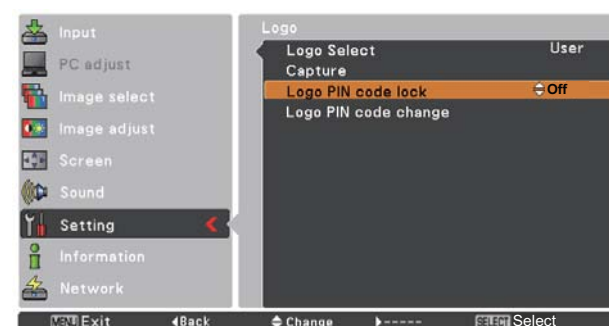 Input
PC adjust
Image select
Image adjust
Screen
Sound
Setting
Information
Network
Logo
Logo Select User
Capture
Logo PIN code lock Off
Logo PIN code change
MENU Exit Back Change ----- SELECT Select